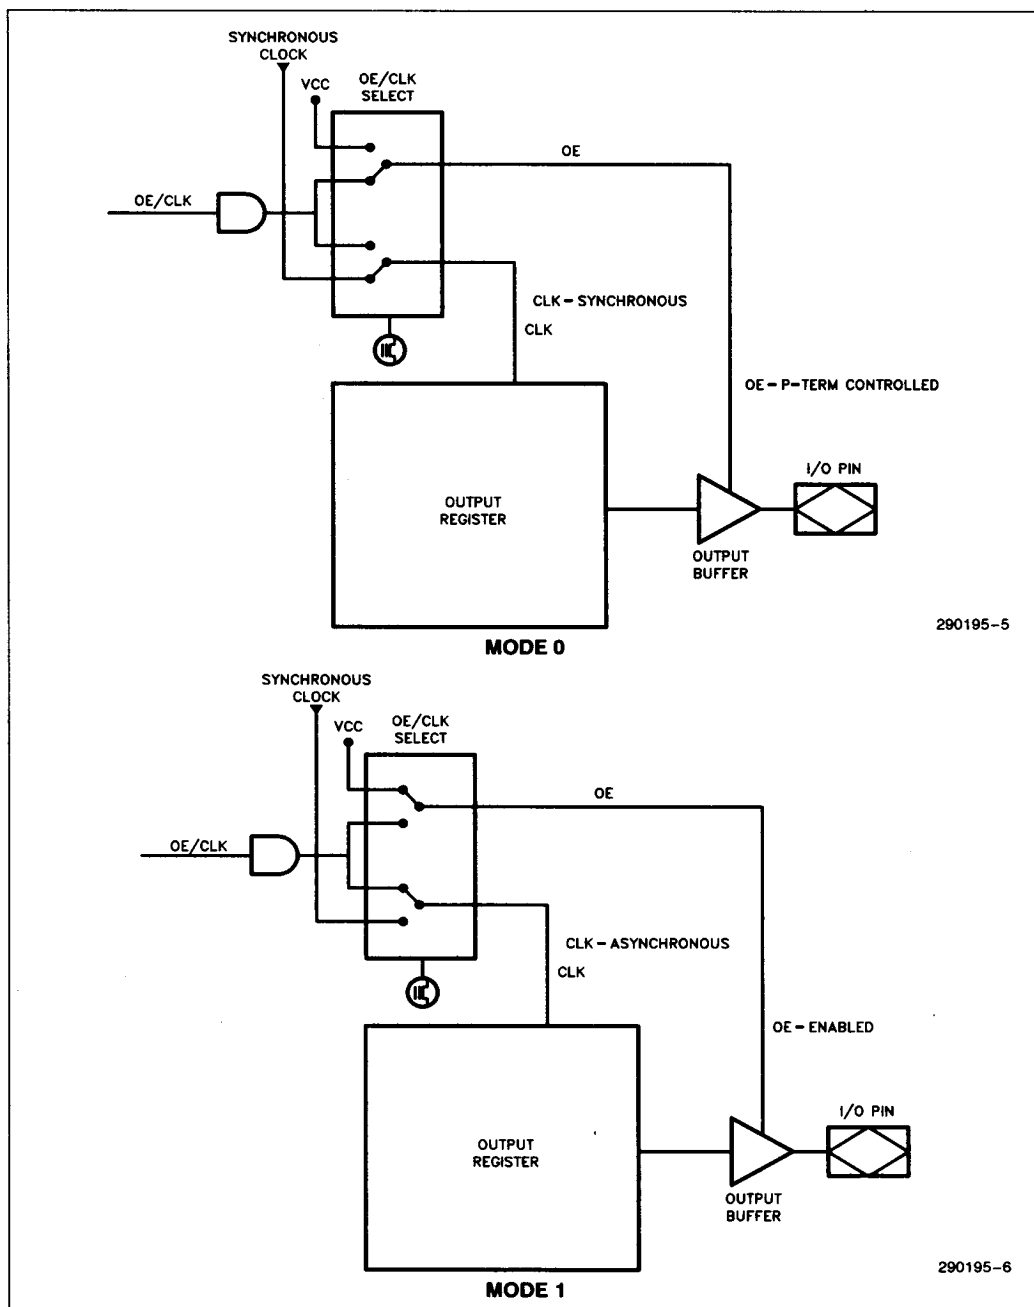 SYNCHRONOUS
CLOCK
VCC
OE/CLK
SELECT
OE
OE/CLK
CLK-SYNCHRONOUS
CLK
OE-P-TERM CONTROLLED
I/O PIN
OUTPUT
REGISTER
OUTPUT
BUFFER
290195-5
MODE 0
SYNCHRONOUS
CLOCK
VCC
OE/CLK
SELECT
OE
OE/CLK
CLK-ASYNCHRONOUS
CLK
OE-ENABLED
I/O PIN
OUTPUT
REGISTER
OUTPUT
BUFFER
290195-6
MODE 1